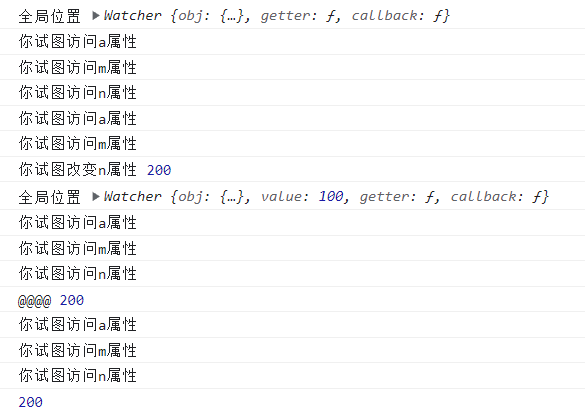 全局位置 ▶Watcher {obj: {…}, getter: ƒ, callback: ƒ}
你试图访问a属性
你试图访问m属性
你试图访问n属性
你试图访问a属性
你试图访问m属性
你试图改变n属性 200
全局位置 ▶Watcher {obj: {…}, value: 100, getter: ƒ, callback: ƒ}
你试图访问a属性
你试图访问m属性
你试图访问n属性
@@@@ 200
你试图访问a属性
你试图访问m属性
你试图访问n属性
200